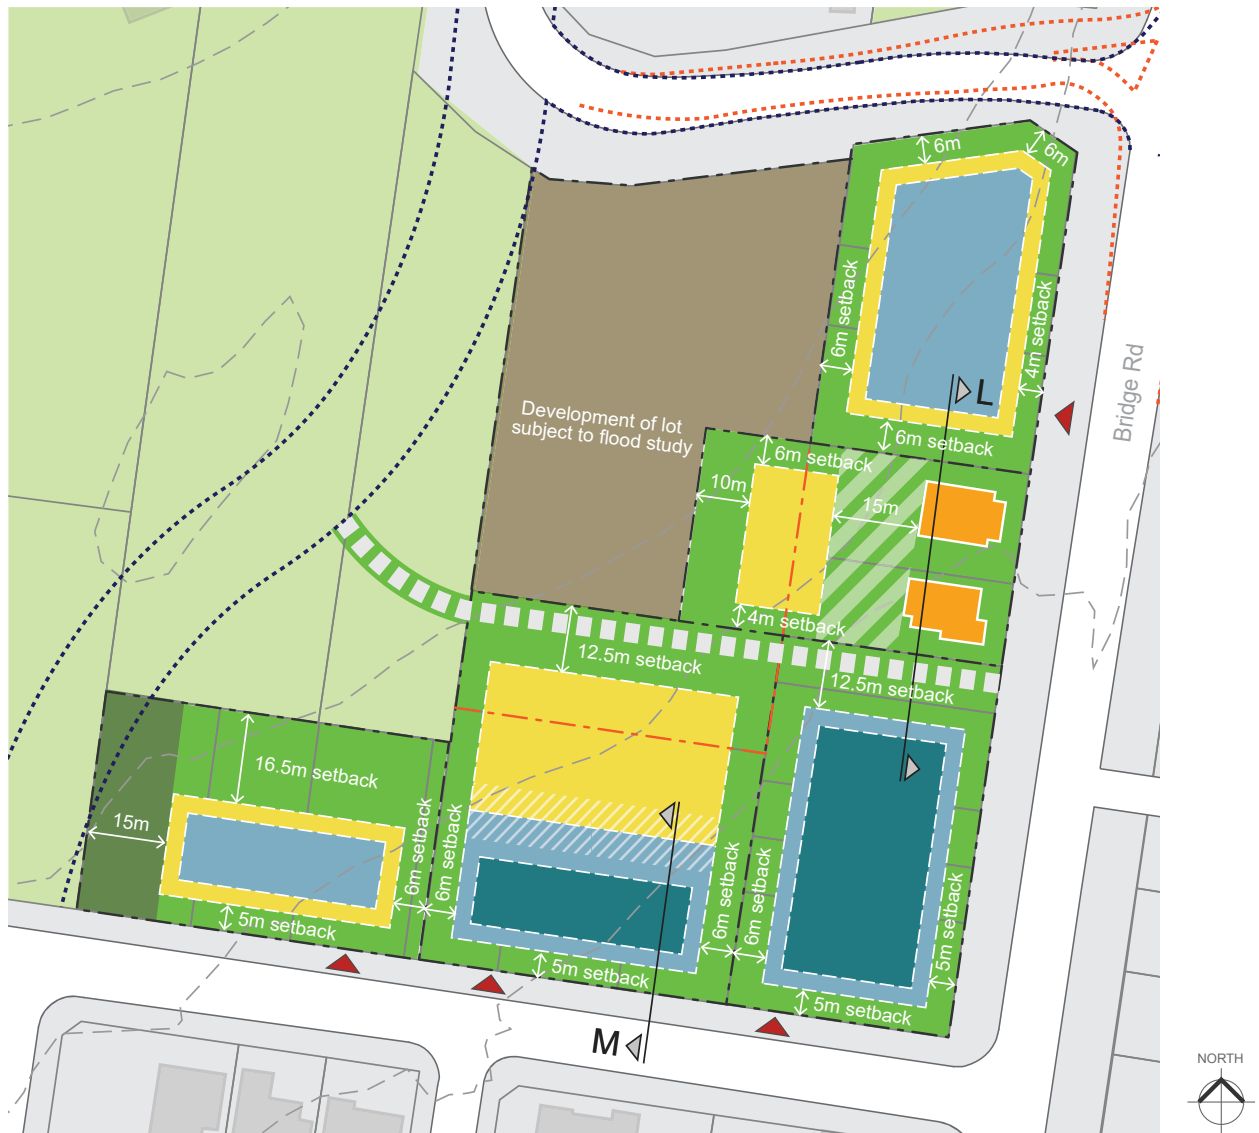 6m
6m
6m setback
4m setback
Bridge Rd
L
Development of lot
subject to flood study
6m setback
6m setback
10m
15m
4m setback
12.5m setback
12.5m setback
16.5m setback
15m
6m setback
6m setback
6m setback
6m setback
5m setback
5m setback
5m setback
5m setback
M
NORTH